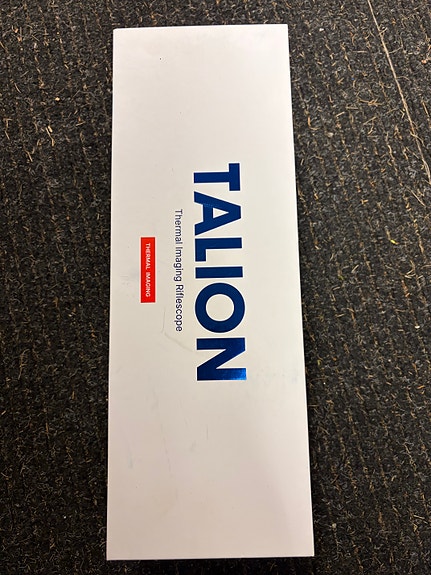 TALION
Thermal Imaging Riflescope
THERMAL IMAGING